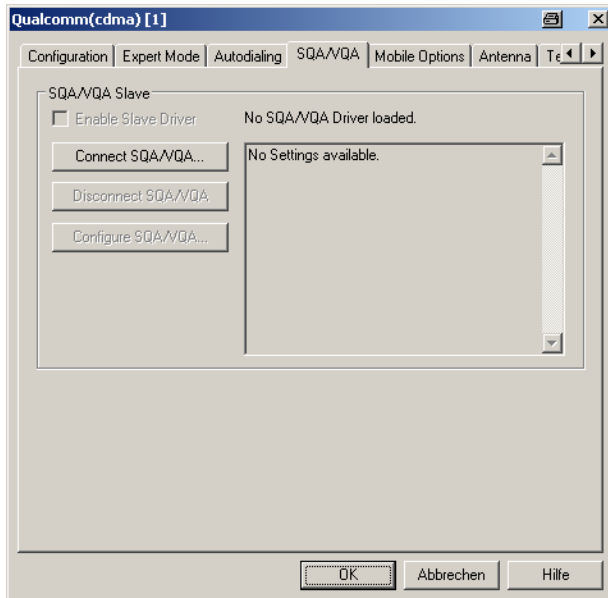 Qualcomm(cdma) [1]
Configuration Expert Mode Autodialing SQA/VQA Mobile Options Antenna Te
SQA/VQA Slave
Enable Slave Driver No SQA/VQA Driver loaded.
Connect SQA/VQA... No Settings available.
Disconnect SQA/VQA
Configure SQA/VQA...
OK Abbrechen Hilfe